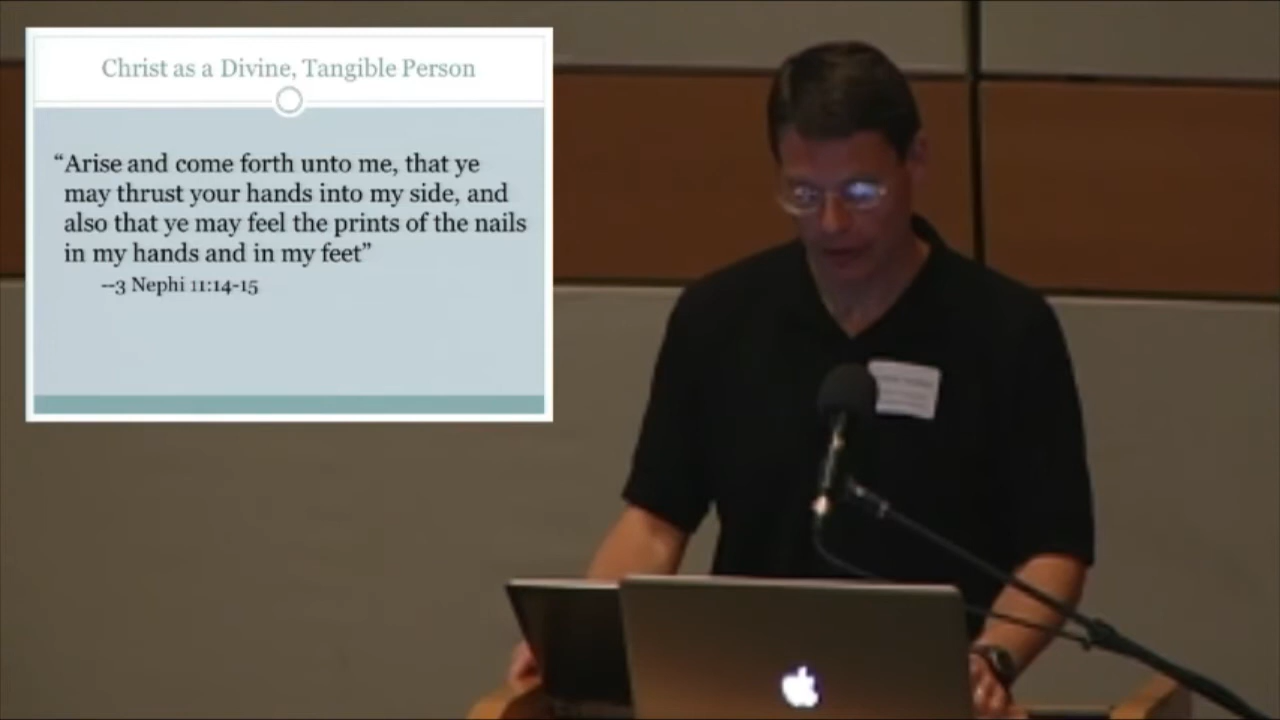 Christ as a Divine, Tangible Person
“Arise and come forth unto me, that ye
may thrust your hands into my side, and
also that ye may feel the prints of the nails
in my hands and in my feet”
--3 Nephi 11:14-15